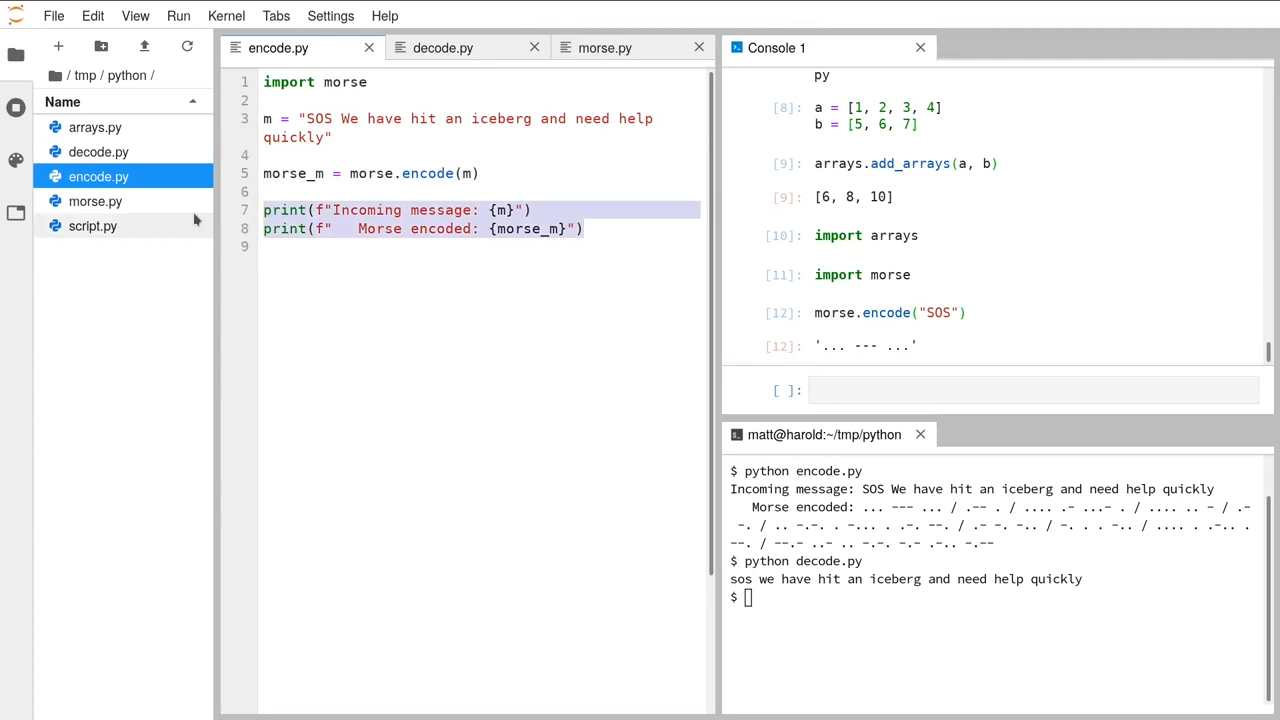 File Edit View Run Kernel Tabs Settings Help
/ tmp / python /
Name
arrays.py
decode.py
encode.py
morse.py
script.py
encode.py
decode.py
morse.py
1 import morse
2
3 m = "SOS We have hit an iceberg and need help
quickly"
4
5 morse_m = morse.encode(m)
6
7 print(f"Incoming message: {m}")
8 print(f"   Morse encoded: {morse_m}")
9
Console 1
py
[8]: a = [1, 2, 3, 4]
b = [5, 6, 7]
[9]: arrays.add_arrays(a, b)
[9]: [6, 8, 10]
[10]: import arrays
[11]: import morse
[12]: morse.encode("SOS")
[12]: '... --- ...'
[ ]:
matt@harold:~/tmp/python
$ python encode.py
Incoming message: SOS We have hit an iceberg and need help quickly
   Morse encoded: ... --- ... / .-- . / .... .- ...- . / .... .. - / .-
 -. / .. -.-. . -... . .-. --. / .- -. -.. / -. . . -.. / .... . .-.. .
--. / --.- ..- .. -.-. -.- .-.. -.--
$ python decode.py
sos we have hit an iceberg and need help quickly
$